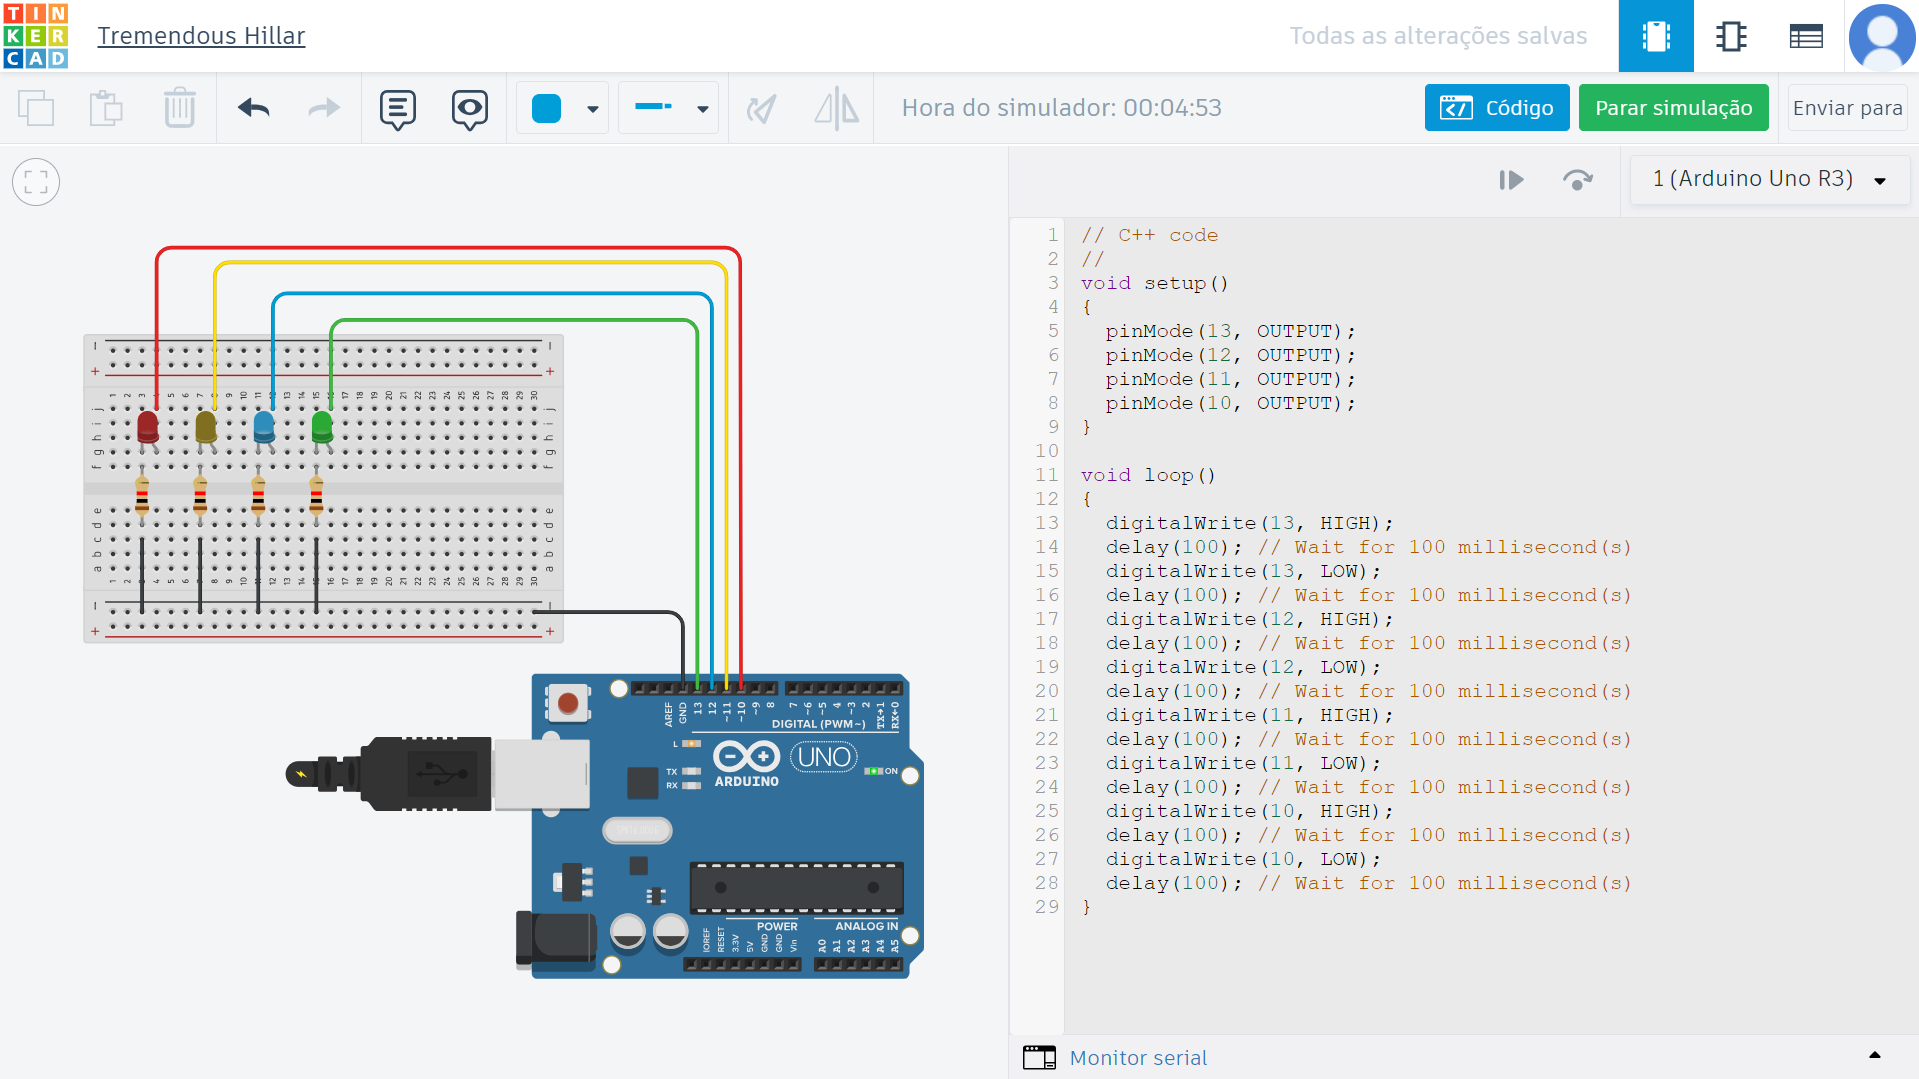 TINKERCAD
Tremendous Hillar
Todas as alterações salvas
Hora do simulador: 00:04:53
Código
Parar simulação
Enviar para
1 (Arduino Uno R3)
1 // C++ code
2 //
3 void setup()
4 {
5 pinMode(13, OUTPUT);
6 pinMode(12, OUTPUT);
7 pinMode(11, OUTPUT);
8 pinMode(10, OUTPUT);
9 }
10
11 void loop()
12 {
13 digitalWrite(13, HIGH);
14 delay(100); // Wait for 100 millisecond(s)
15 digitalWrite(13, LOW);
16 delay(100); // Wait for 100 millisecond(s)
17 digitalWrite(12, HIGH);
18 delay(100); // Wait for 100 millisecond(s)
19 digitalWrite(12, LOW);
20 delay(100); // Wait for 100 millisecond(s)
21 digitalWrite(11, HIGH);
22 delay(100); // Wait for 100 millisecond(s)
23 digitalWrite(11, LOW);
24 delay(100); // Wait for 100 millisecond(s)
25 digitalWrite(10, HIGH);
26 delay(100); // Wait for 100 millisecond(s)
27 digitalWrite(10, LOW);
28 delay(100); // Wait for 100 millisecond(s)
29 }
AREF GND 13 12 ~11 ~10 ~9 8 7 ~6 ~5 4 ~3 2 TX→1 RX←0
DIGITAL (PWM~)
L
TX
RX
ARDUINO
UNO
ON
POWER
ANALOG IN
IOREF RESET 3.3V 5V GND GND Vin A0 A1 A2 A3 A4 A5
Monitor serial